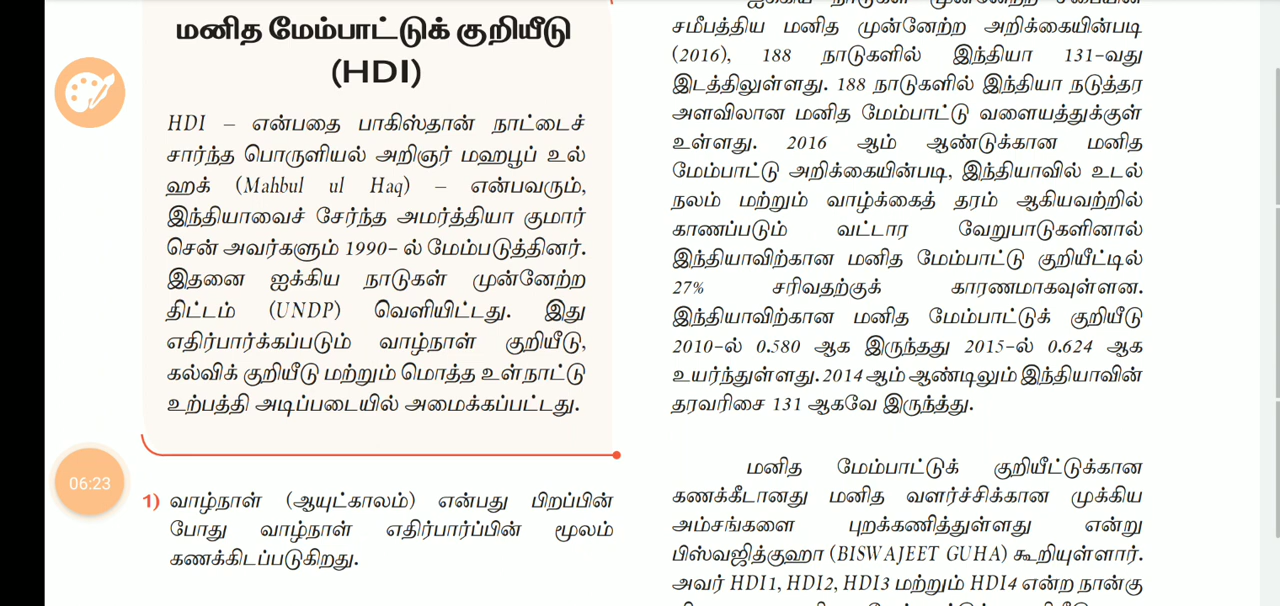 மனித மேம்பாட்டுக் குறியீடு
(HDI)
HDI – என்பதை பாகிஸ்தான் நாட்டைச்
சார்ந்த பொருளியல் அறிஞர் மஹபூப் உல்
ஹக் (Mahbul ul Haq) – என்பவரும்,
இந்தியாவைச் சேர்ந்த அமர்த்தியா குமார்
சென் அவர்களும் 1990- ல் மேம்படுத்தினர்.
இதனை ஐக்கிய நாடுகள் முன்னேற்ற
திட்டம் (UNDP) வெளியிட்டது. இது
எதிர்பார்க்கப்படும் வாழ்நாள் குறியீடு,
கல்விக் குறியீடு மற்றும் மொத்த உள்நாட்டு
உற்பத்தி அடிப்படையில் அமைக்கப்பட்டது.
06:23
1) வாழ்நாள் (ஆயுட்காலம்) என்பது பிறப்பின்
போது வாழ்நாள் எதிர்பார்ப்பின் மூலம்
கணக்கிடப்படுகிறது.
சமீபத்திய மனித முன்னேற்ற அறிக்கையின்படி
(2016), 188 நாடுகளில் இந்தியா 131-வது
இடத்திலுள்ளது. 188 நாடுகளில் இந்தியா நடுத்தர
அளவிலான மனித மேம்பாட்டு வளையத்துக்குள்
உள்ளது. 2016 ஆம் ஆண்டுக்கான மனித
மேம்பாட்டு அறிக்கையின்படி, இந்தியாவில் உடல்
நலம் மற்றும் வாழ்க்கைத் தரம் ஆகியவற்றில்
காணப்படும் வட்டார வேறுபாடுகளினால்
இந்தியாவிற்கான மனித மேம்பாட்டு குறியீட்டில்
27% சரிவதற்குக் காரணமாகவுள்ளன.
இந்தியாவிற்கான மனித மேம்பாட்டுக் குறியீடு
2010-ல் 0.580 ஆக இருந்தது 2015-ல் 0.624 ஆக
உயர்ந்துள்ளது. 2014 ஆம் ஆண்டிலும் இந்தியாவின்
தரவரிசை 131 ஆகவே இருந்த்து.
மனித மேம்பாட்டுக் குறியீட்டுக்கான
கணக்கீடானது மனித வளர்ச்சிக்கான முக்கிய
அம்சங்களை புறக்கணித்துள்ளது என்று
பிஸ்வஜித்குஹா (BISWAJEET GUHA) கூறியுள்ளார்.
அவர் HDI1, HDI2, HDI3 மற்றும் HDI4 என்ற நான்கு